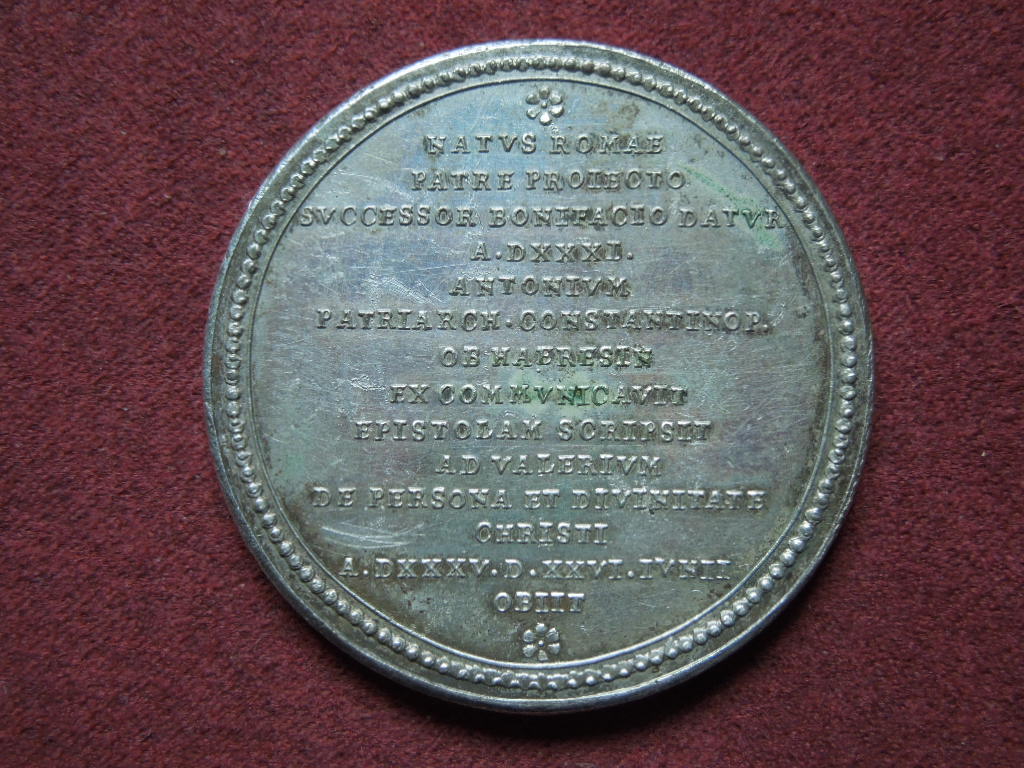 NATVS ROMAE
PATRE PROIECTO
SVCCESSOR BONIFACIO DATVR
A. DXXXI.
ANTONIVM
PATRIARCH. CONSTANTINOP.
OB HAERESIN
EX COMMVNICAVIT
EPISTOLAM SCRIPSIT
AD VALERIVM
DE PERSONA ET DIVINITATE
CHRISTI
A. DXXXV. D. XXVI. IVNII
OBIIT